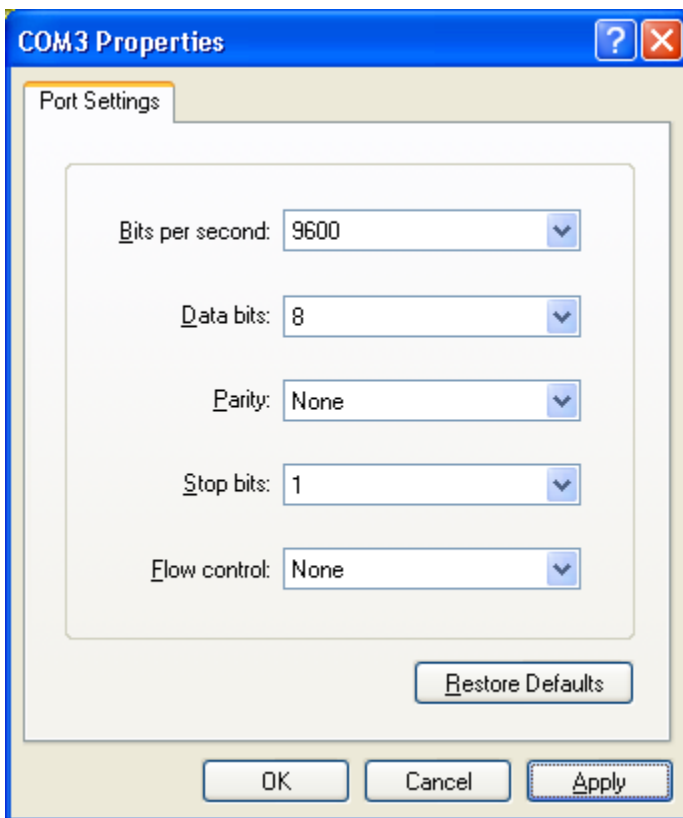 COM3 Properties
Port Settings
Bits per second: 9600
Data bits: 8
Parity: None
Stop bits: 1
Flow control: None
Restore Defaults
OK Cancel Apply